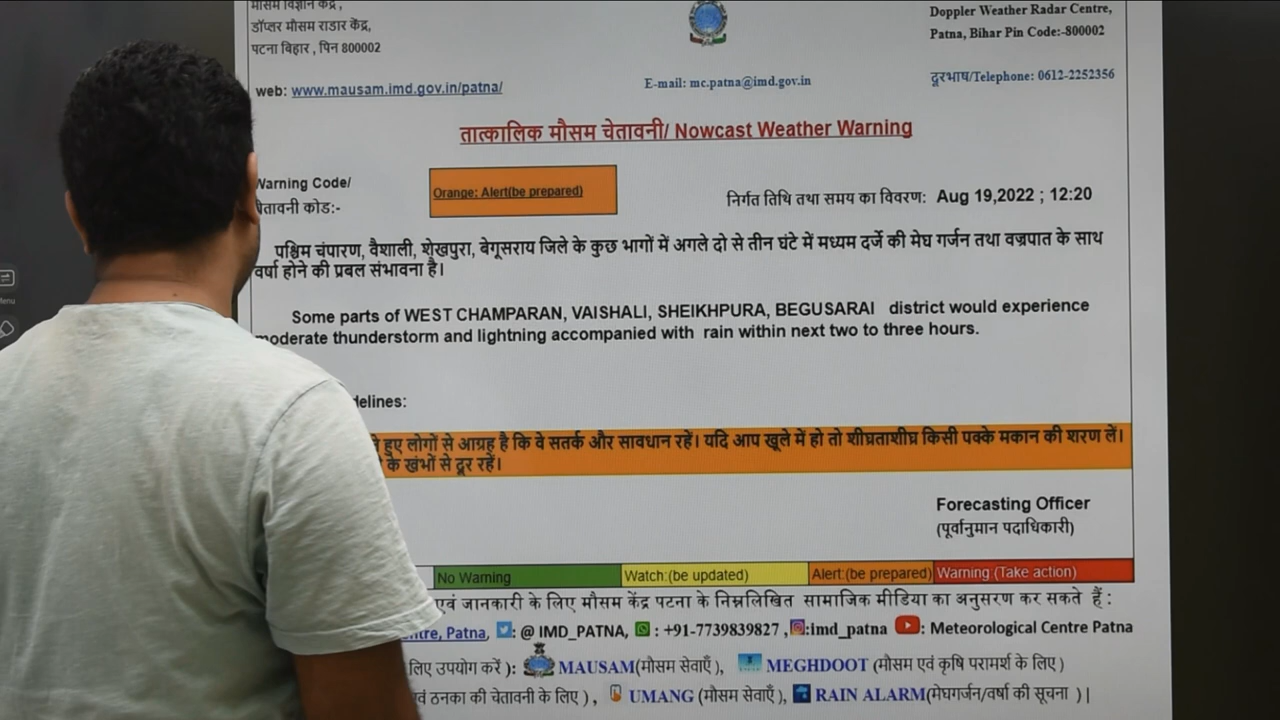 मौसम विज्ञान केंद्र,
डॉप्लर मौसम राडार केंद्र,
पटना बिहार, पिन 800002
Doppler Weather Radar Centre,
Patna, Bihar Pin Code:-800002
web: www.mausam.imd.gov.in/patna/
E-mail: mc.patna@imd.gov.in
दूरभाष/Telephone: 0612-2252356
तात्कालिक मौसम चेतावनी/ Nowcast Weather Warning
Warning Code/
चेतावनी कोड:-
Orange: Alert(be prepared)
निर्गत तिथि तथा समय का विवरण: Aug 19,2022 ; 12:20
पश्चिम चंपारण, वैशाली, शेखपुरा, बेगूसराय जिले के कुछ भागों में अगले दो से तीन घंटे में मध्यम दर्जे की मेघ गर्जन तथा वज्रपात के साथ
वर्षा होने की प्रबल संभावना है।
Some parts of WEST CHAMPARAN, VAISHALI, SHEIKHPURA, BEGUSARAI district would experience
moderate thunderstorm and lightning accompanied with rain within next two to three hours.
delines:
हुए लोगों से आग्रह है कि वे सतर्क और सावधान रहें। यदि आप खूले में हो तो शीघ्रताशीघ्र किसी पक्के मकान की शरण लें।
के खंभों से दूर रहें।
Forecasting Officer
(पूर्वानुमान पदाधिकारी)
No Warning Watch:(be updated) Alert:(be prepared) Warning:(Take action)
एवं जानकारी के लिए मौसम केंद्र पटना के निम्नलिखित सामाजिक मीडिया का अनुसरण कर सकते हैं :
ntre, Patna, : @ IMD_PATNA, : +91-7739839827 , :imd_patna : Meteorological Centre Patna
लिए उपयोग करें ): MAUSAM(मौसम सेवाएँ), MEGHDOOT (मौसम एवं कृषि परामर्श के लिए )
वं ठनका की चेतावनी के लिए ) , UMANG (मौसम सेवाएँ), RAIN ALARM(मेघगर्जन/वर्षा की सूचना ) |